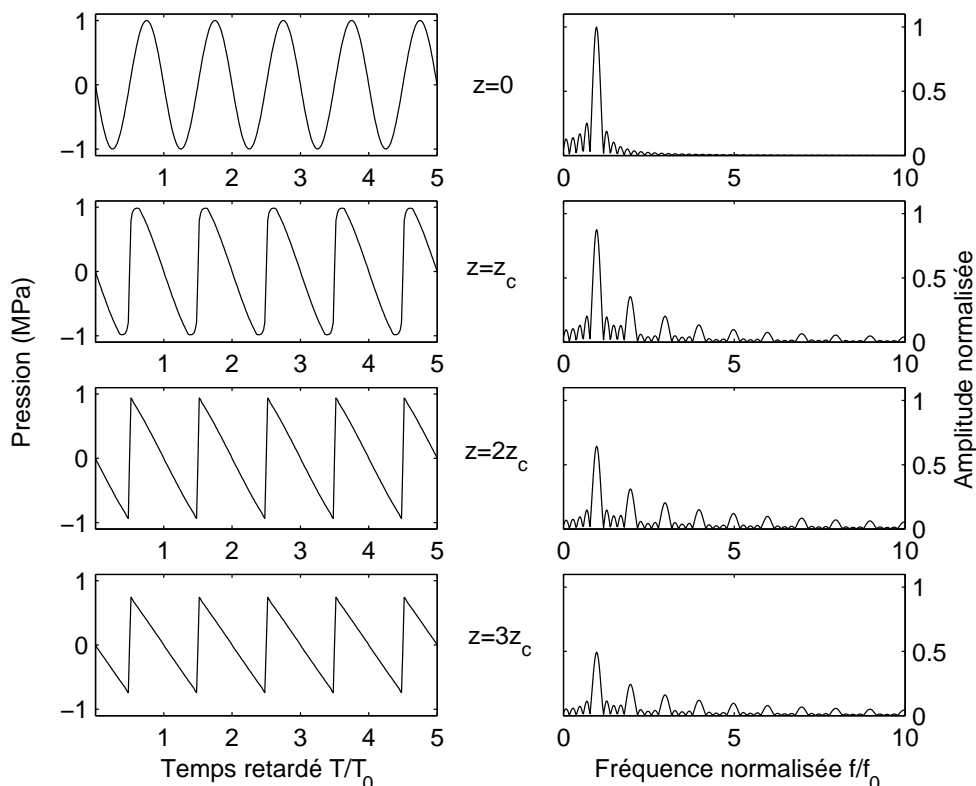 Pression (MPa)
1
0
−1
1 2 3 4 5
z=0
1
0.5
0
0 5 10
1
0
−1
1 2 3 4 5
z=z_c
1
0.5
0
0 5 10
1
0
−1
1 2 3 4 5
z=2z_c
1
0.5
0
0 5 10
1
0
−1
1 2 3 4 5
z=3z_c
1
0.5
0
0 5 10
Amplitude normalisée
Temps retardé T/T_0
Fréquence normalisée f/f_0